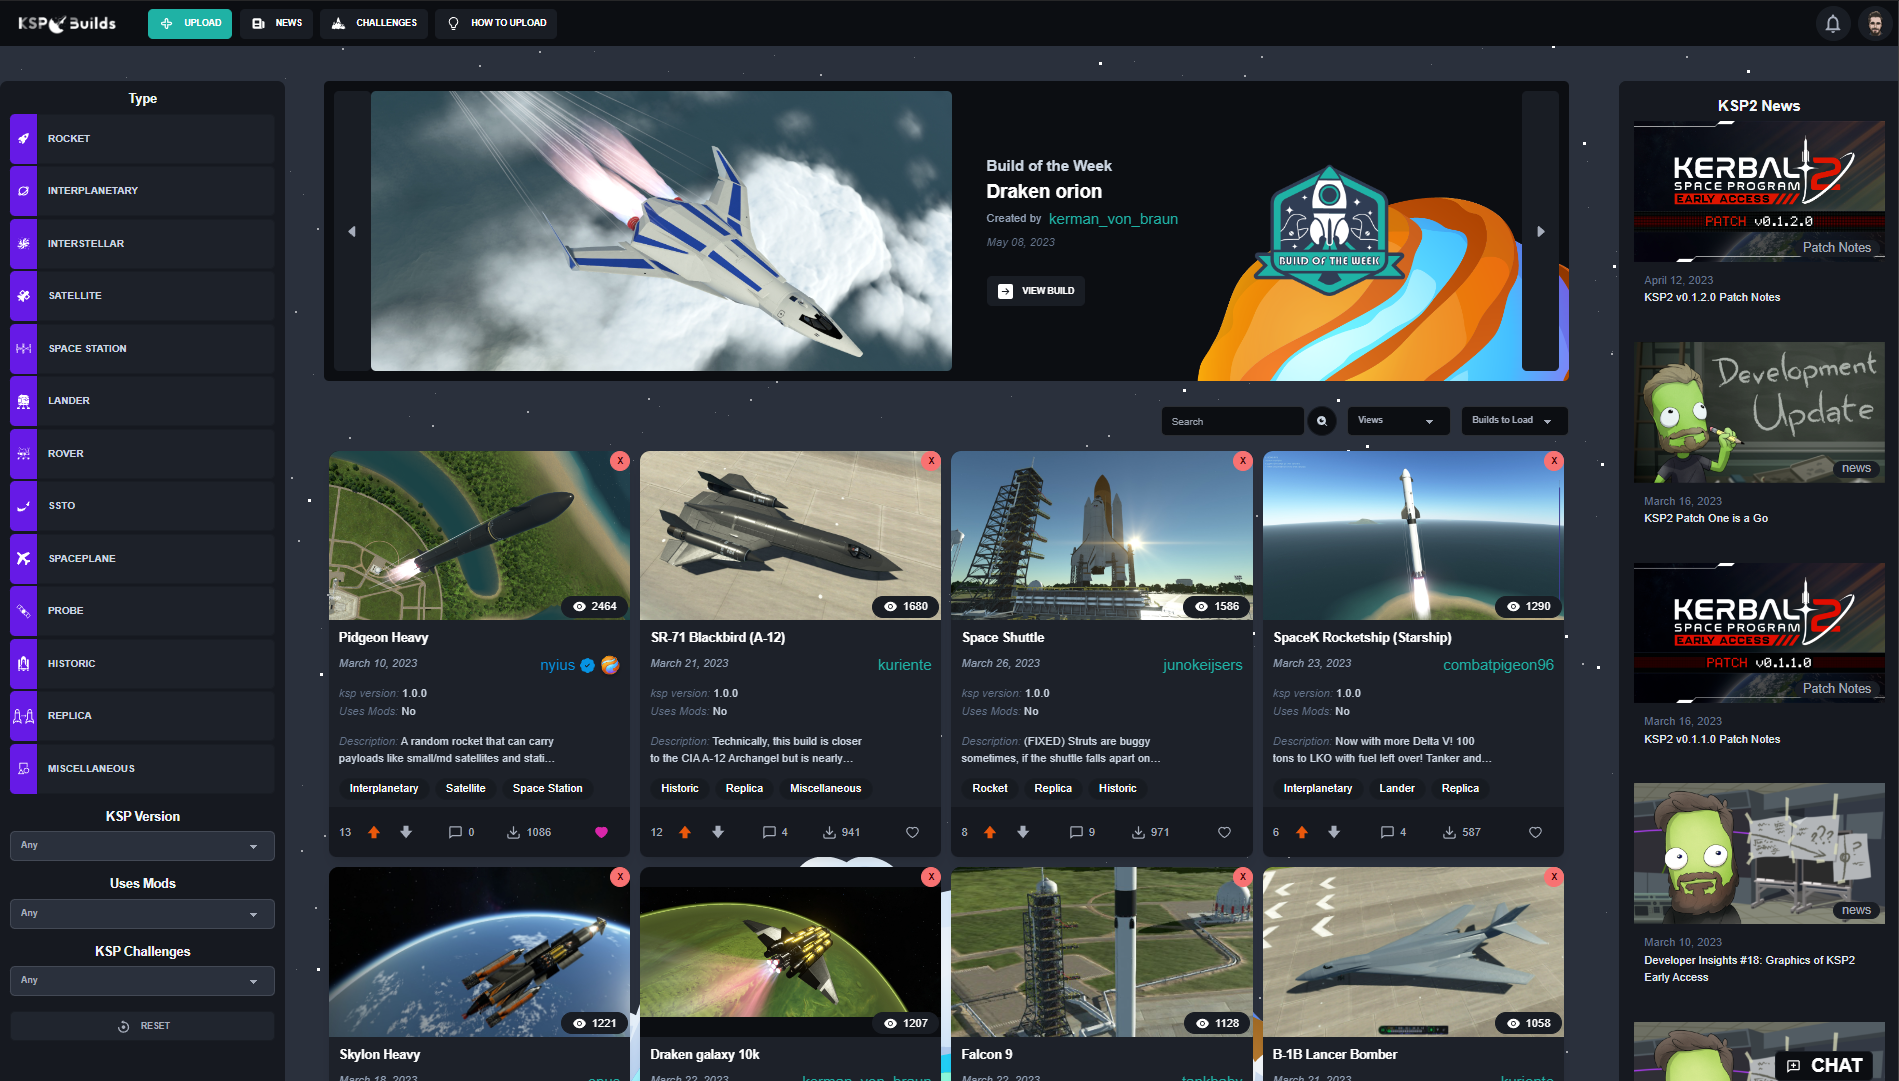 KSP Builds
UPLOAD
NEWS
CHALLENGES
HOW TO UPLOAD
Type
ROCKET
INTERPLANETARY
INTERSTELLAR
SATELLITE
SPACE STATION
LANDER
ROVER
SSTO
SPACEPLANE
PROBE
HISTORIC
REPLICA
MISCELLANEOUS
KSP Version
Any
Uses Mods
Any
KSP Challenges
Any
RESET
Build of the Week
Draken orion
Created by kerman_von_braun
May 08, 2023
VIEW BUILD
BUILD OF THE WEEK
Search
Views
Builds to Load
X
2464
Pidgeon Heavy
March 10, 2023
nyius
ksp version: 1.0.0
Uses Mods: No
Description: A random rocket that can carry
payloads like small/md satellites and stati...
Interplanetary Satellite Space Station
13 0 1086
X
1680
SR-71 Blackbird (A-12)
March 21, 2023
kuriente
ksp version: 1.0.0
Uses Mods: No
Description: Technically, this build is closer
to the CIA A-12 Archangel but is nearly...
Historic Replica Miscellaneous
12 4 941
X
1586
Space Shuttle
March 26, 2023
junokeijsers
ksp version: 1.0.0
Uses Mods: No
Description: (FIXED) Struts are buggy
sometimes, if the shuttle falls apart on...
Rocket Replica Historic
8 9 971
X
1290
SpaceK Rocketship (Starship)
March 23, 2023
combatpigeon96
ksp version: 1.0.0
Uses Mods: No
Description: Now with more Delta V! 100
tons to LKO with fuel left over! Tanker and...
Interplanetary Lander Replica
6 4 587
X
1221
Skylon Heavy
March 18, 2023
X
1207
Draken galaxy 10k
March 22, 2023
kerman_von_braun
X
1128
Falcon 9
March 22, 2023
tankbaby
X
1058
B-1B Lancer Bomber
March 21, 2023
kuriente
KSP2 News
KERBAL 2
SPACE PROGRAM
EARLY ACCESS
PATCH v0.1.2.0
Patch Notes
April 12, 2023
KSP2 v0.1.2.0 Patch Notes
Development
Update
news
March 16, 2023
KSP2 Patch One is a Go
KERBAL 2
SPACE PROGRAM
EARLY ACCESS
PATCH v0.1.1.0
Patch Notes
March 16, 2023
KSP2 v0.1.1.0 Patch Notes
???
news
March 10, 2023
Developer Insights #18: Graphics of KSP2
Early Access
CHAT